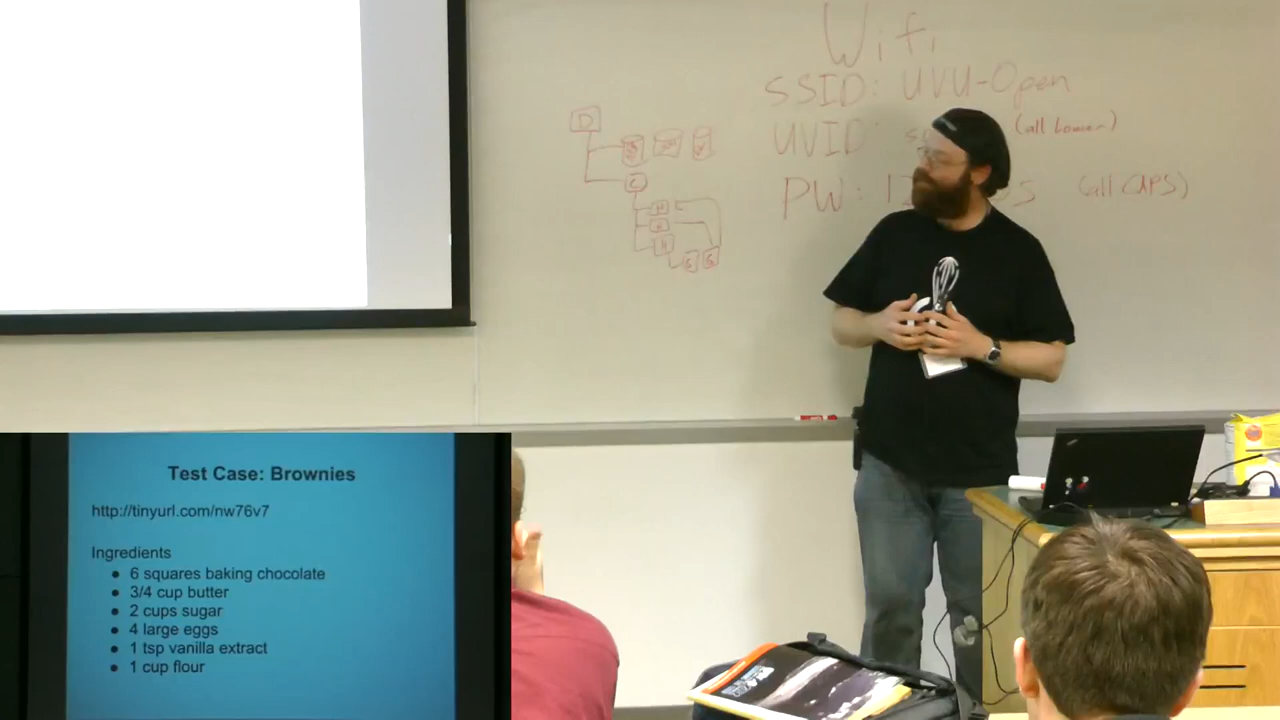 Wifi
SSID: UVU-Open
UVID: (all Lower)
PW: (all CAPS)
D
C
Test Case: Brownies
http://tinyurl.com/nw76v7
Ingredients
● 6 squares baking chocolate
● 3/4 cup butter
● 2 cups sugar
● 4 large eggs
● 1 tsp vanilla extract
● 1 cup flour